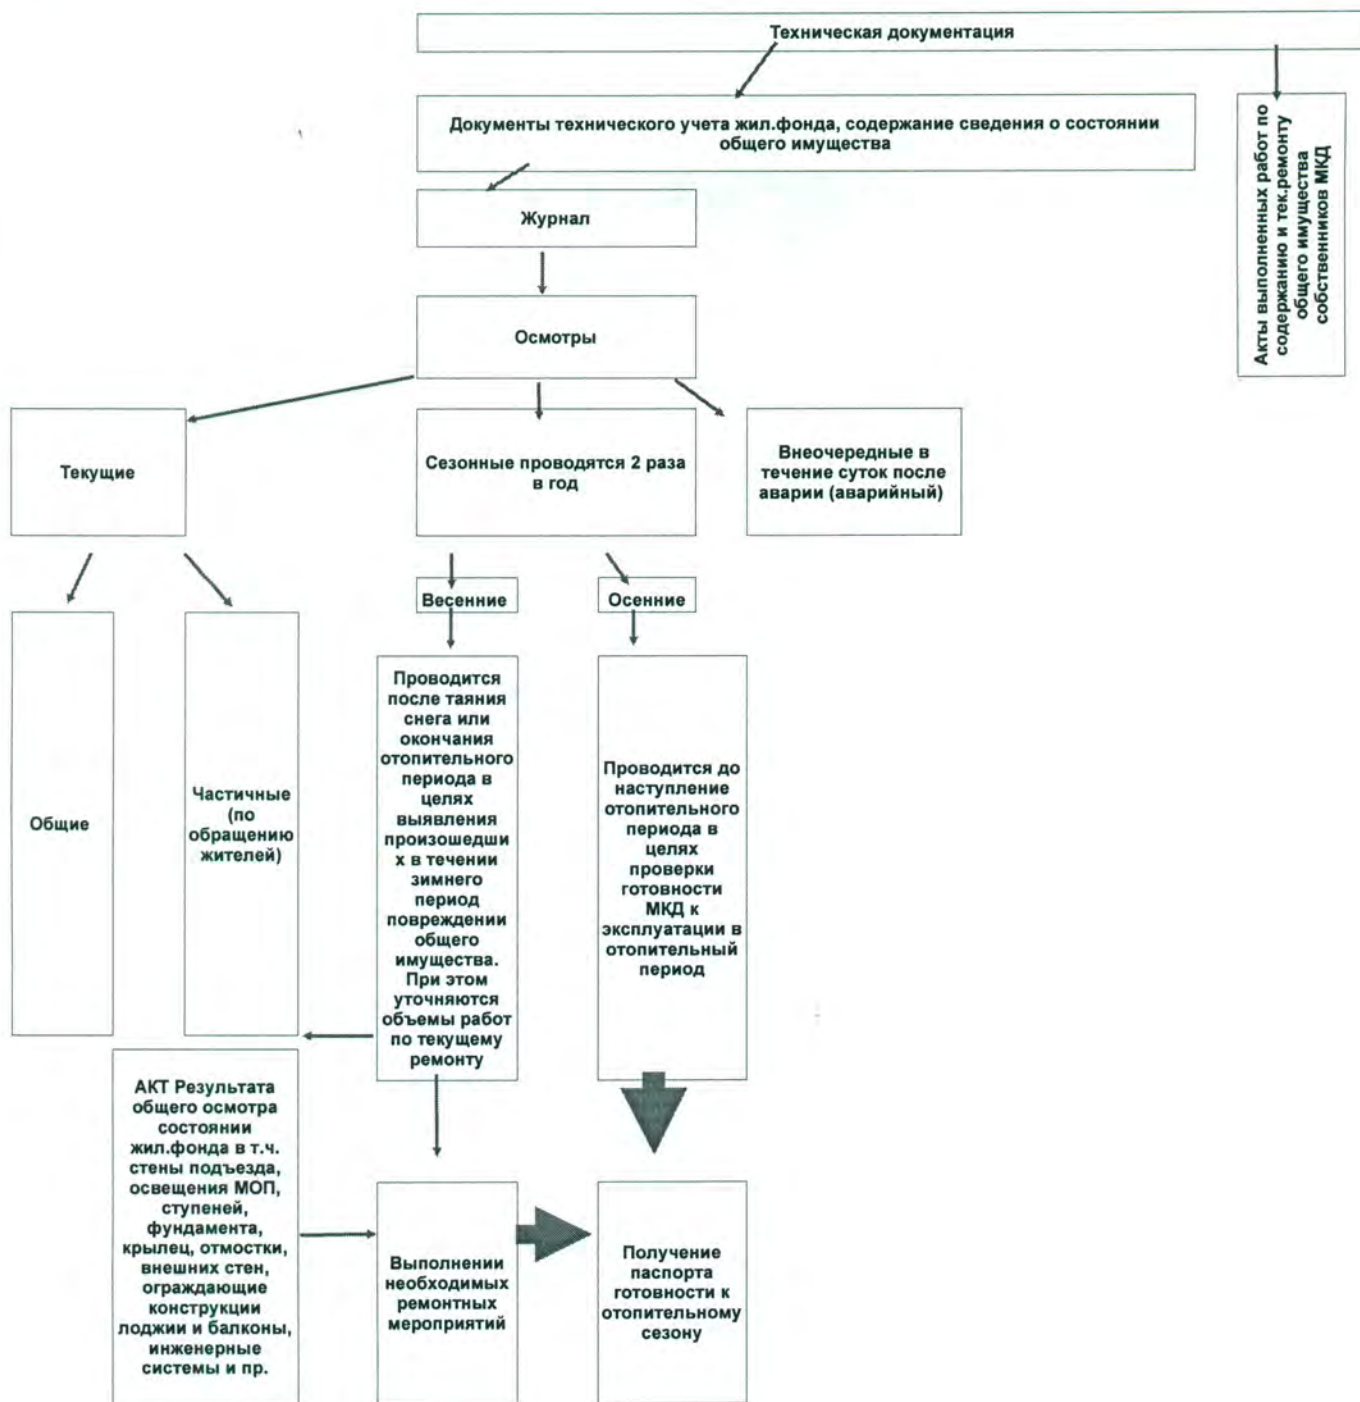 Техническая документация
Документы технического учета жил.фонда, содержание сведения о состоянии
общего имущества
Акты выполненных работ по
содержанию и тек.ремонту
общего имущества
собственников МКД
Журнал
Осмотры
Текущие
Сезонные проводятся 2 раза
в год
Внеочередные в
течение суток после
аварии (аварийный)
Весенние
Осенние
Общие
Частичные
(по
обращению
жителей)
Проводится
после таяния
снега или
окончания
отопительного
периода в
целях
выявления
произошедши
х в течении
зимнего
период
повреждении
общего
имущества.
При этом
уточняются
объемы работ
по текущему
ремонту
Проводится до
наступление
отопительного
периода в
целях
проверки
готовности
МКД к
эксплуатации в
отопительный
период
АКТ Результата
общего осмотра
состоянии
жил.фонда в т.ч.
стены подъезда,
освещения МОП,
ступеней,
фундамента,
крылец, отмостки,
внешних стен,
ограждающие
конструкции
лоджии и балконы,
инженерные
системы и пр.
Выполнении
необходимых
ремонтных
мероприятий
Получение
паспорта
готовности к
отопительному
сезону